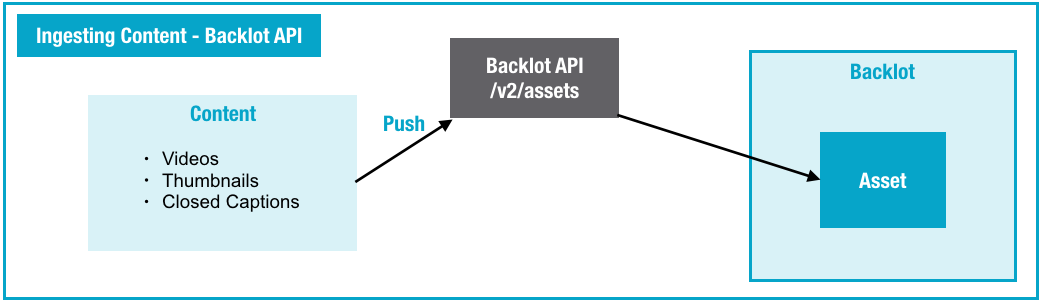 Ingesting Content - Backlot API
Backlot API
/v2/assets
Backlot
Content
Push
· Videos
· Thumbnails
· Closed Captions
Asset